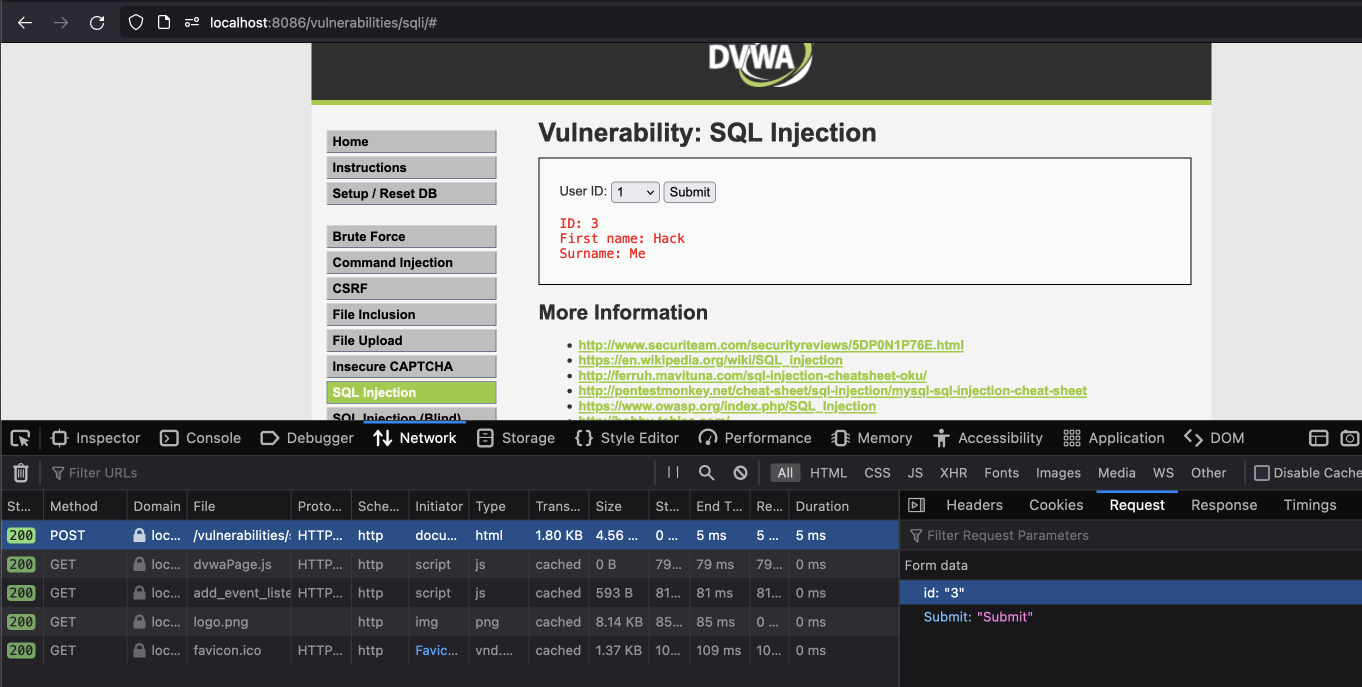 localhost:8086/vulnerabilities/sqli/#
DVWA
Home
Instructions
Setup / Reset DB
Brute Force
Command Injection
CSRF
File Inclusion
File Upload
Insecure CAPTCHA
SQL Injection
SQL Injection (Blind)
Vulnerability: SQL Injection
User ID: 1 Submit
ID: 3
First name: Hack
Surname: Me
More Information
http://www.securiteam.com/securityreviews/5DP0N1P76E.html
https://en.wikipedia.org/wiki/SQL_injection
http://ferruh.mavituna.com/sql-injection-cheatsheet-oku/
http://pentestmonkey.net/cheat-sheet/sql-injection/mysql-sql-injection-cheat-sheet
https://www.owasp.org/index.php/SQL_Injection
http://bobby-tables.com/
Inspector Console Debugger Network Storage Style Editor Performance Memory Accessibility Application DOM
Filter URLs All HTML CSS JS XHR Fonts Images Media WS Other Disable Cache
St... Method Domain File Proto... Sche... Initiator Type Trans... Size St... End T... Re... Duration
200 POST loc... /vulnerabilities/s HTTP... http docu... html 1.80 KB 4.56 ... 0 ... 5 ms 5 ... 5 ms
200 GET loc... dvwaPage.js HTTP... http script js cached 0 B 79... 79 ms 79... 0 ms
200 GET loc... add_event_liste HTTP... http script js cached 593 B 81... 81 ms 81... 0 ms
200 GET loc... logo.png http img png cached 8.14 KB 85... 85 ms 0 ... 0 ms
200 GET loc... favicon.ico HTTP... http Favic... vnd.... cached 1.37 KB 10... 109 ms 10... 0 ms
Headers Cookies Request Response Timings
Filter Request Parameters
Form data
id: "3"
Submit: "Submit"